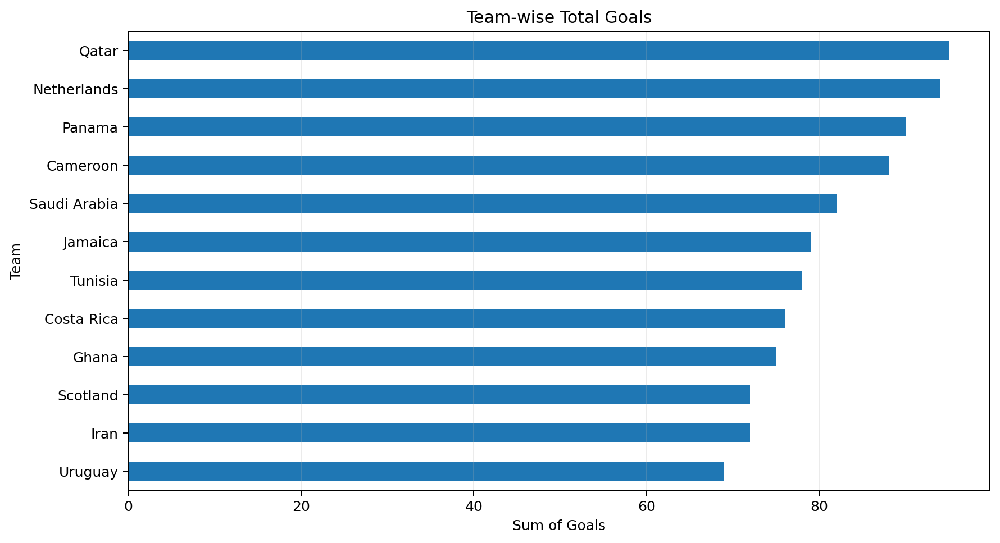 Team-wise Total Goals
Qatar
Netherlands
Panama
Cameroon
Saudi Arabia
Jamaica
Tunisia
Costa Rica
Ghana
Scotland
Iran
Uruguay
Team
0 20 40 60 80
Sum of Goals